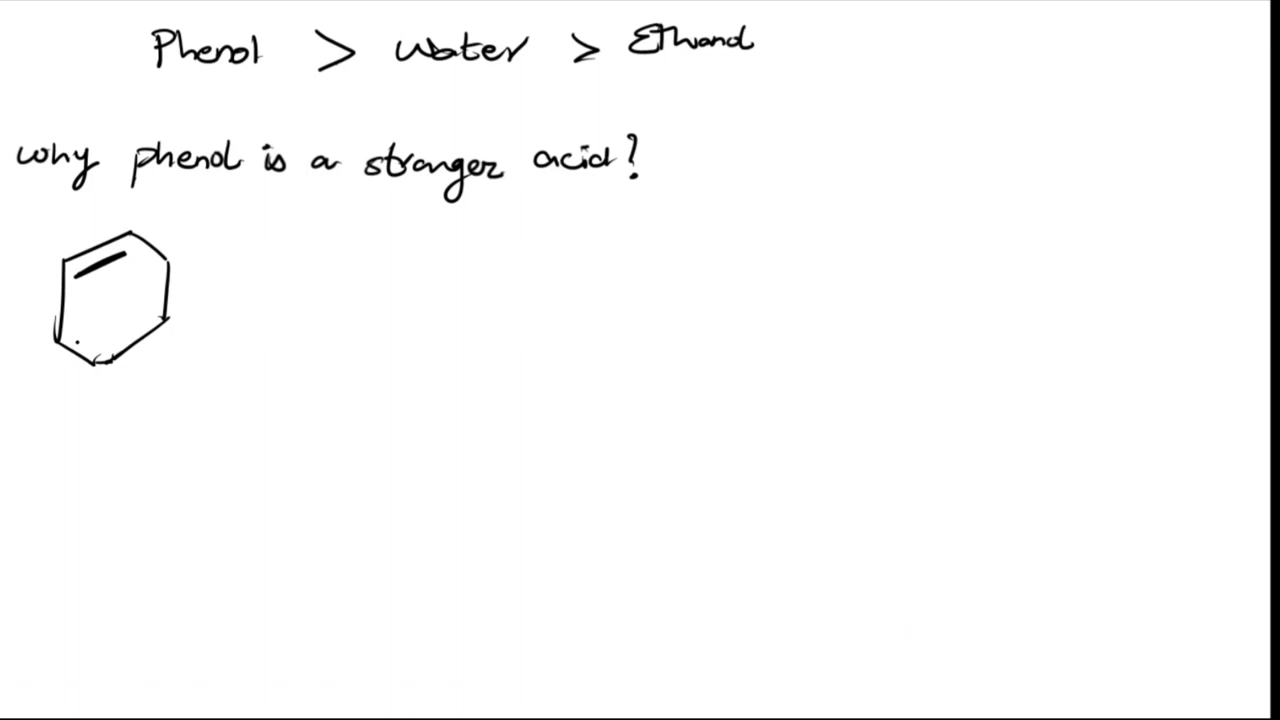 Phenol > water > Ethanol
why phenol is a stronger acid?